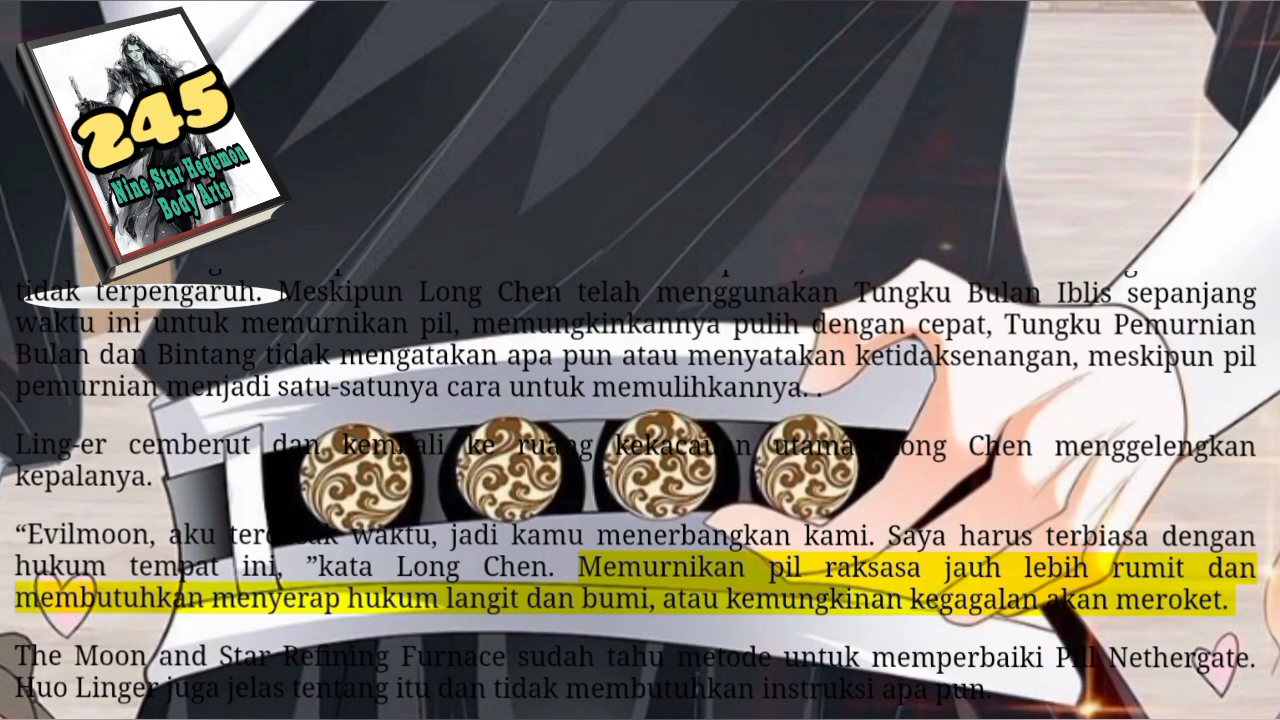 245
Nine Star Hegemon
Body Arts
tidak terpengaruh. Meskipun Long Chen telah menggunakan Tungku Bulan Iblis sepanjang
waktu ini untuk memurnikan pil, memungkinkannya pulih dengan cepat, Tungku Pemurnian
Bulan dan Bintang tidak mengatakan apa pun atau menyatakan ketidaksenangan, meskipun pil
pemurnian menjadi satu-satunya cara untuk memulihkannya. .
Ling-er cemberut dan kembali ke ruang kekacauan utama. Long Chen menggelengkan
kepalanya.
“Evilmoon, aku terdesak waktu, jadi kamu menerbangkan kami. Saya harus terbiasa dengan
hukum tempat ini, ”kata Long Chen. Memurnikan pil raksasa jauh lebih rumit dan
membutuhkan menyerap hukum langit dan bumi, atau kemungkinan kegagalan akan meroket.
The Moon and Star Refining Furnace sudah tahu metode untuk memperbaiki Pill Nethergate.
Huo Linger juga jelas tentang itu dan tidak membutuhkan instruksi apa pun.